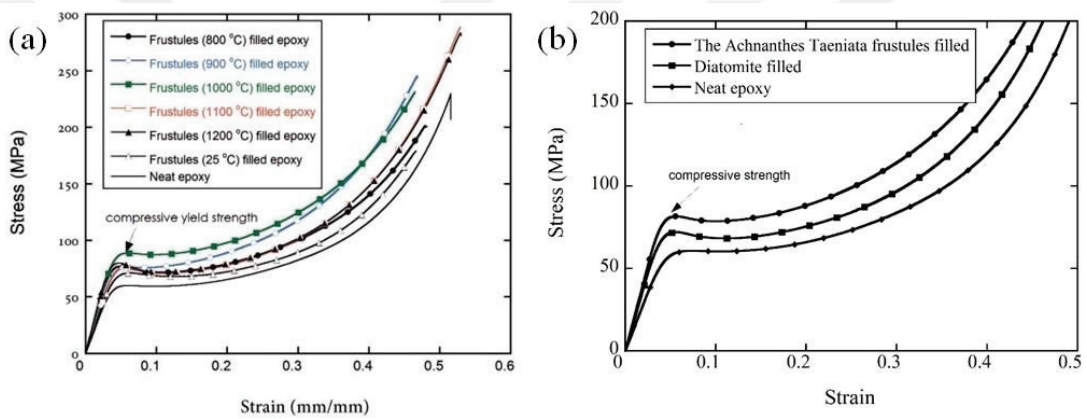 (a)
300
250
200
150
100
50
0
Stress (MPa)
Frustules (800 °C) filled epoxy
Frustules (900 °C) filled epoxy
Frustules (1000 °C) filled epoxy
Frustules (1100 °C) filled epoxy
Frustules (1200 °C) filled epoxy
Frustules (25 °C) filled epoxy
Neat epoxy
compressive yield strength
0 0.1 0.2 0.3 0.4 0.5 0.6
Strain (mm/mm)
(b)
200
150
100
50
0
Stress (MPa)
The Achnanthes Taeniata frustules filled
Diatomite filled
Neat epoxy
compressive strength
0 0.1 0.2 0.3 0.4 0.5
Strain